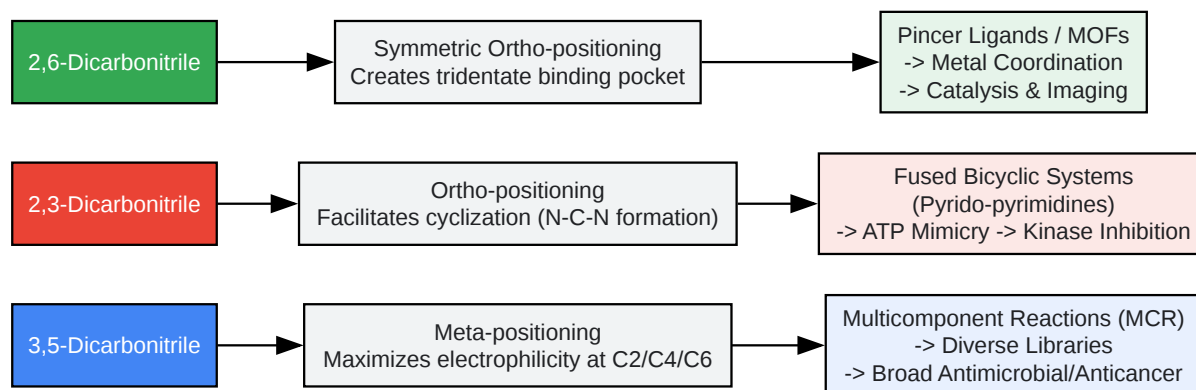 2,6-Dicarbonitrile
Symmetric Ortho-positioning
Creates tridentate binding pocket
Pincer Ligands / MOFs
-> Metal Coordination
-> Catalysis & Imaging
2,3-Dicarbonitrile
Ortho-positioning
Facilitates cyclization (N-C-N formation)
Fused Bicyclic Systems
(Pyrido-pyrimidines)
-> ATP Mimicry -> Kinase Inhibition
3,5-Dicarbonitrile
Meta-positioning
Maximizes electrophilicity at C2/C4/C6
Multicomponent Reactions (MCR)
-> Diverse Libraries
-> Broad Antimicrobial/Anticancer